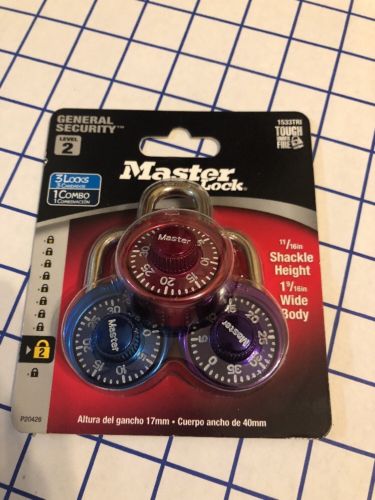 GENERAL
SECURITY™
LEVEL
2
1533TRI
TOUGH
UNDER
FIRE™
3 LOCKS
3 CANDADOS
1 COMBO
1 COMBINACIÓN
Master
Lock®
11/16in
Shackle
Height
1 9/16in
Wide
Body
Master
Master
Master
2
P20426
Altura del gancho 17mm • Cuerpo ancho de 40mm